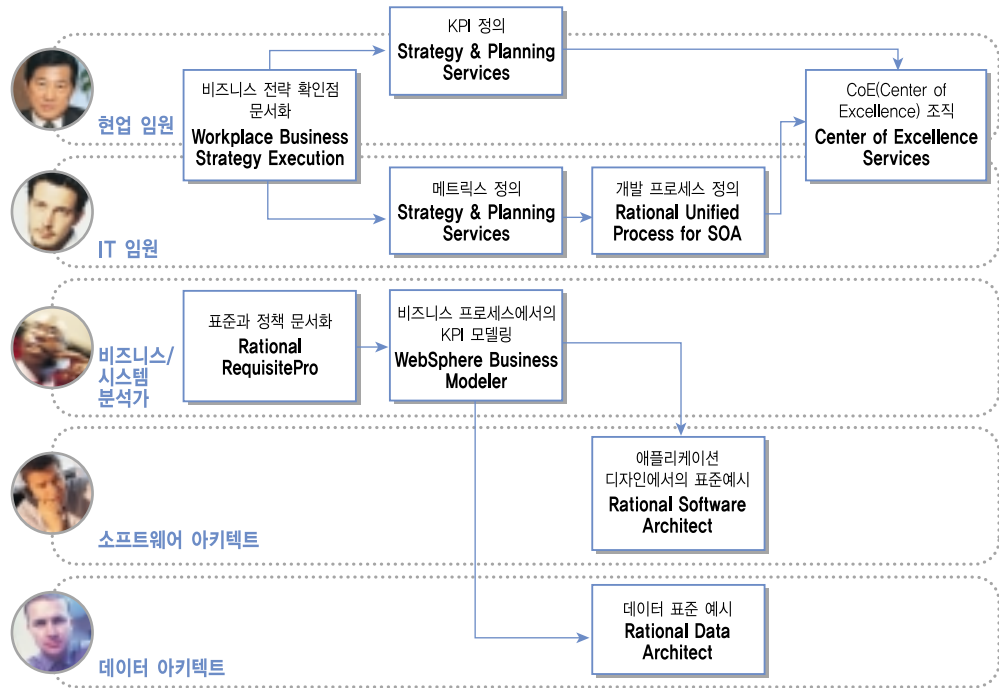 KPI 정의
Strategy & Planning
Services
현업 임원
비즈니스 전략 확인점
문서화
Workplace Business
Strategy Execution
CoE(Center of
Excellence) 조직
Center of Excellence
Services
IT 임원
메트릭스 정의
Strategy & Planning
Services
개발 프로세스 정의
Rational Unified
Process for SOA
비즈니스/
시스템
분석가
표준과 정책 문서화
Rational
RequisitePro
비즈니스 프로세스에서의
KPI 모델링
WebSphere Business
Modeler
소프트웨어 아키텍트
애플리케이션
디자인에서의 표준예시
Rational Software
Architect
데이터 아키텍트
데이터 표준 예시
Rational Data
Architect